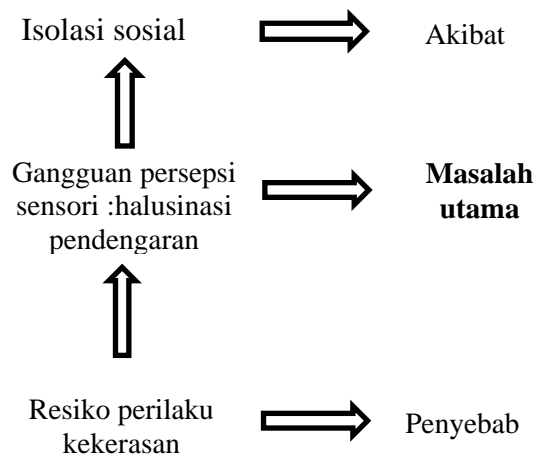 Isolasi sosial
Akibat
Gangguan persepsi
sensori :halusinasi
pendengaran
Masalah
utama
Resiko perilaku
kekerasan
Penyebab